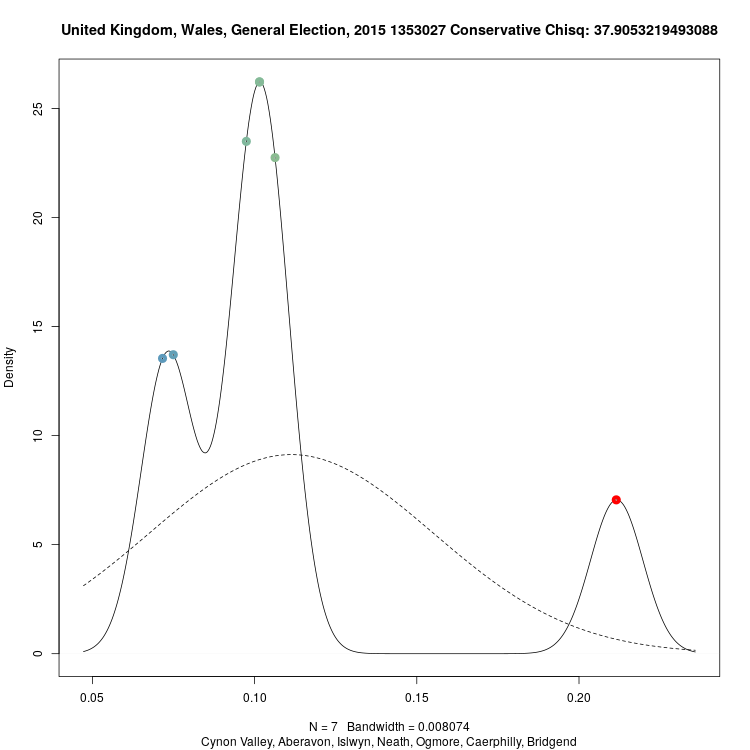 United Kingdom, Wales, General Election, 2015 1353027 Conservative Chisq: 37.9053219493088
25
20
15
10
5
0
Density
0.05 0.10 0.15 0.20
N = 7 Bandwidth = 0.008074
Cynon Valley, Aberavon, Islwyn, Neath, Ogmore, Caerphilly, Bridgend